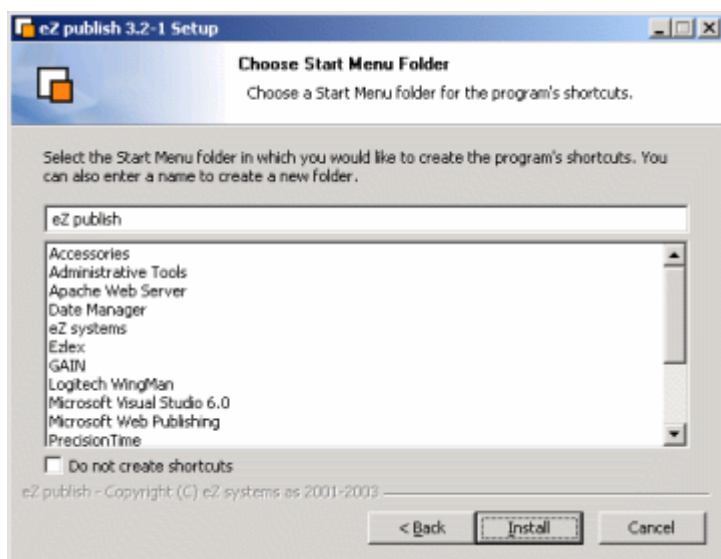 eZ publish 3.2-1 Setup
Choose Start Menu Folder
Choose a Start Menu folder for the program's shortcuts.
Select the Start Menu folder in which you would like to create the program's shortcuts. You
can also enter a name to create a new folder.
eZ publish
Accessories
Administrative Tools
Apache Web Server
Date Manager
eZ systems
Ezlex
GAIN
Logitech WingMan
Microsoft Visual Studio 6.0
Microsoft Web Publishing
PrecisionTime
Do not create shortcuts
eZ publish - Copyright (C) eZ systems as 2001-2003
< Back Install Cancel